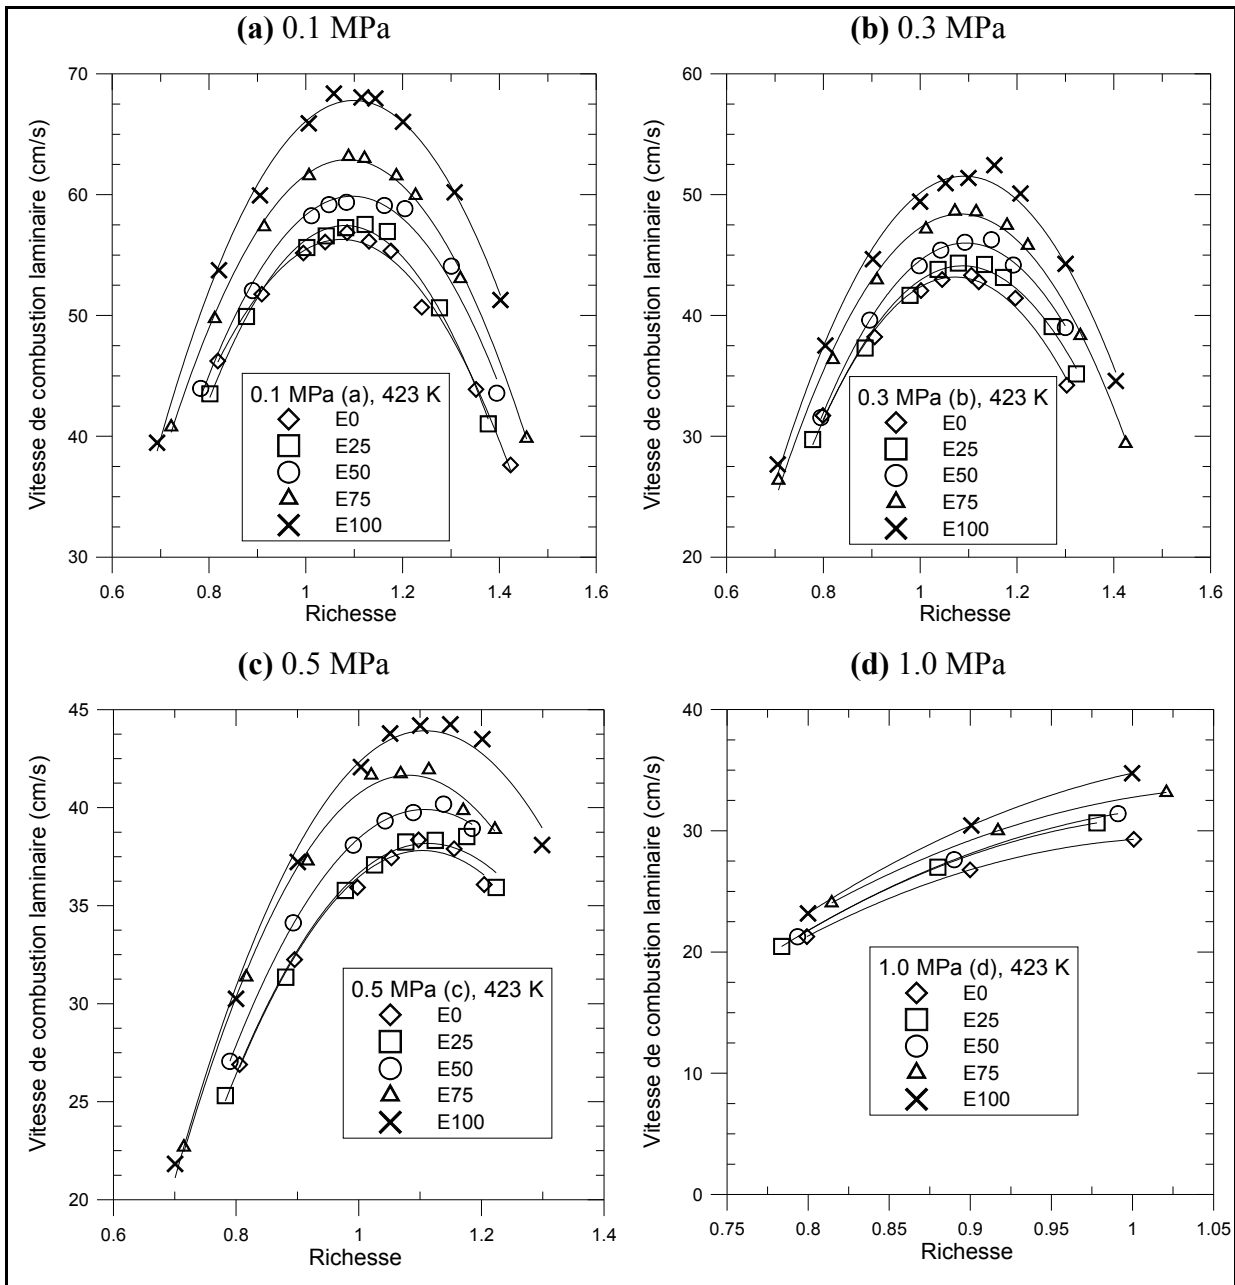 (a) 0.1 MPa
(b) 0.3 MPa
Vitesse de combustion laminaire (cm/s)
70
60
50
40
30
0.1 MPa (a), 423 K
E0
E25
E50
E75
E100
0.6
0.8
1
1.2
1.4
1.6
Richesse
Vitesse de combustion laminaire (cm/s)
60
50
40
30
20
0.3 MPa (b), 423 K
E0
E25
E50
E75
E100
0.6
0.8
1
1.2
1.4
1.6
Richesse
(c) 0.5 MPa
(d) 1.0 MPa
Vitesse de combustion laminaire (cm/s)
45
40
35
30
25
20
0.5 MPa (c), 423 K
E0
E25
E50
E75
E100
0.6
0.8
1
1.2
1.4
Richesse
Vitesse de combustion laminaire (cm/s)
40
30
20
10
0
1.0 MPa (d), 423 K
E0
E25
E50
E75
E100
0.75
0.8
0.85
0.9
0.95
1
1.05
Richesse